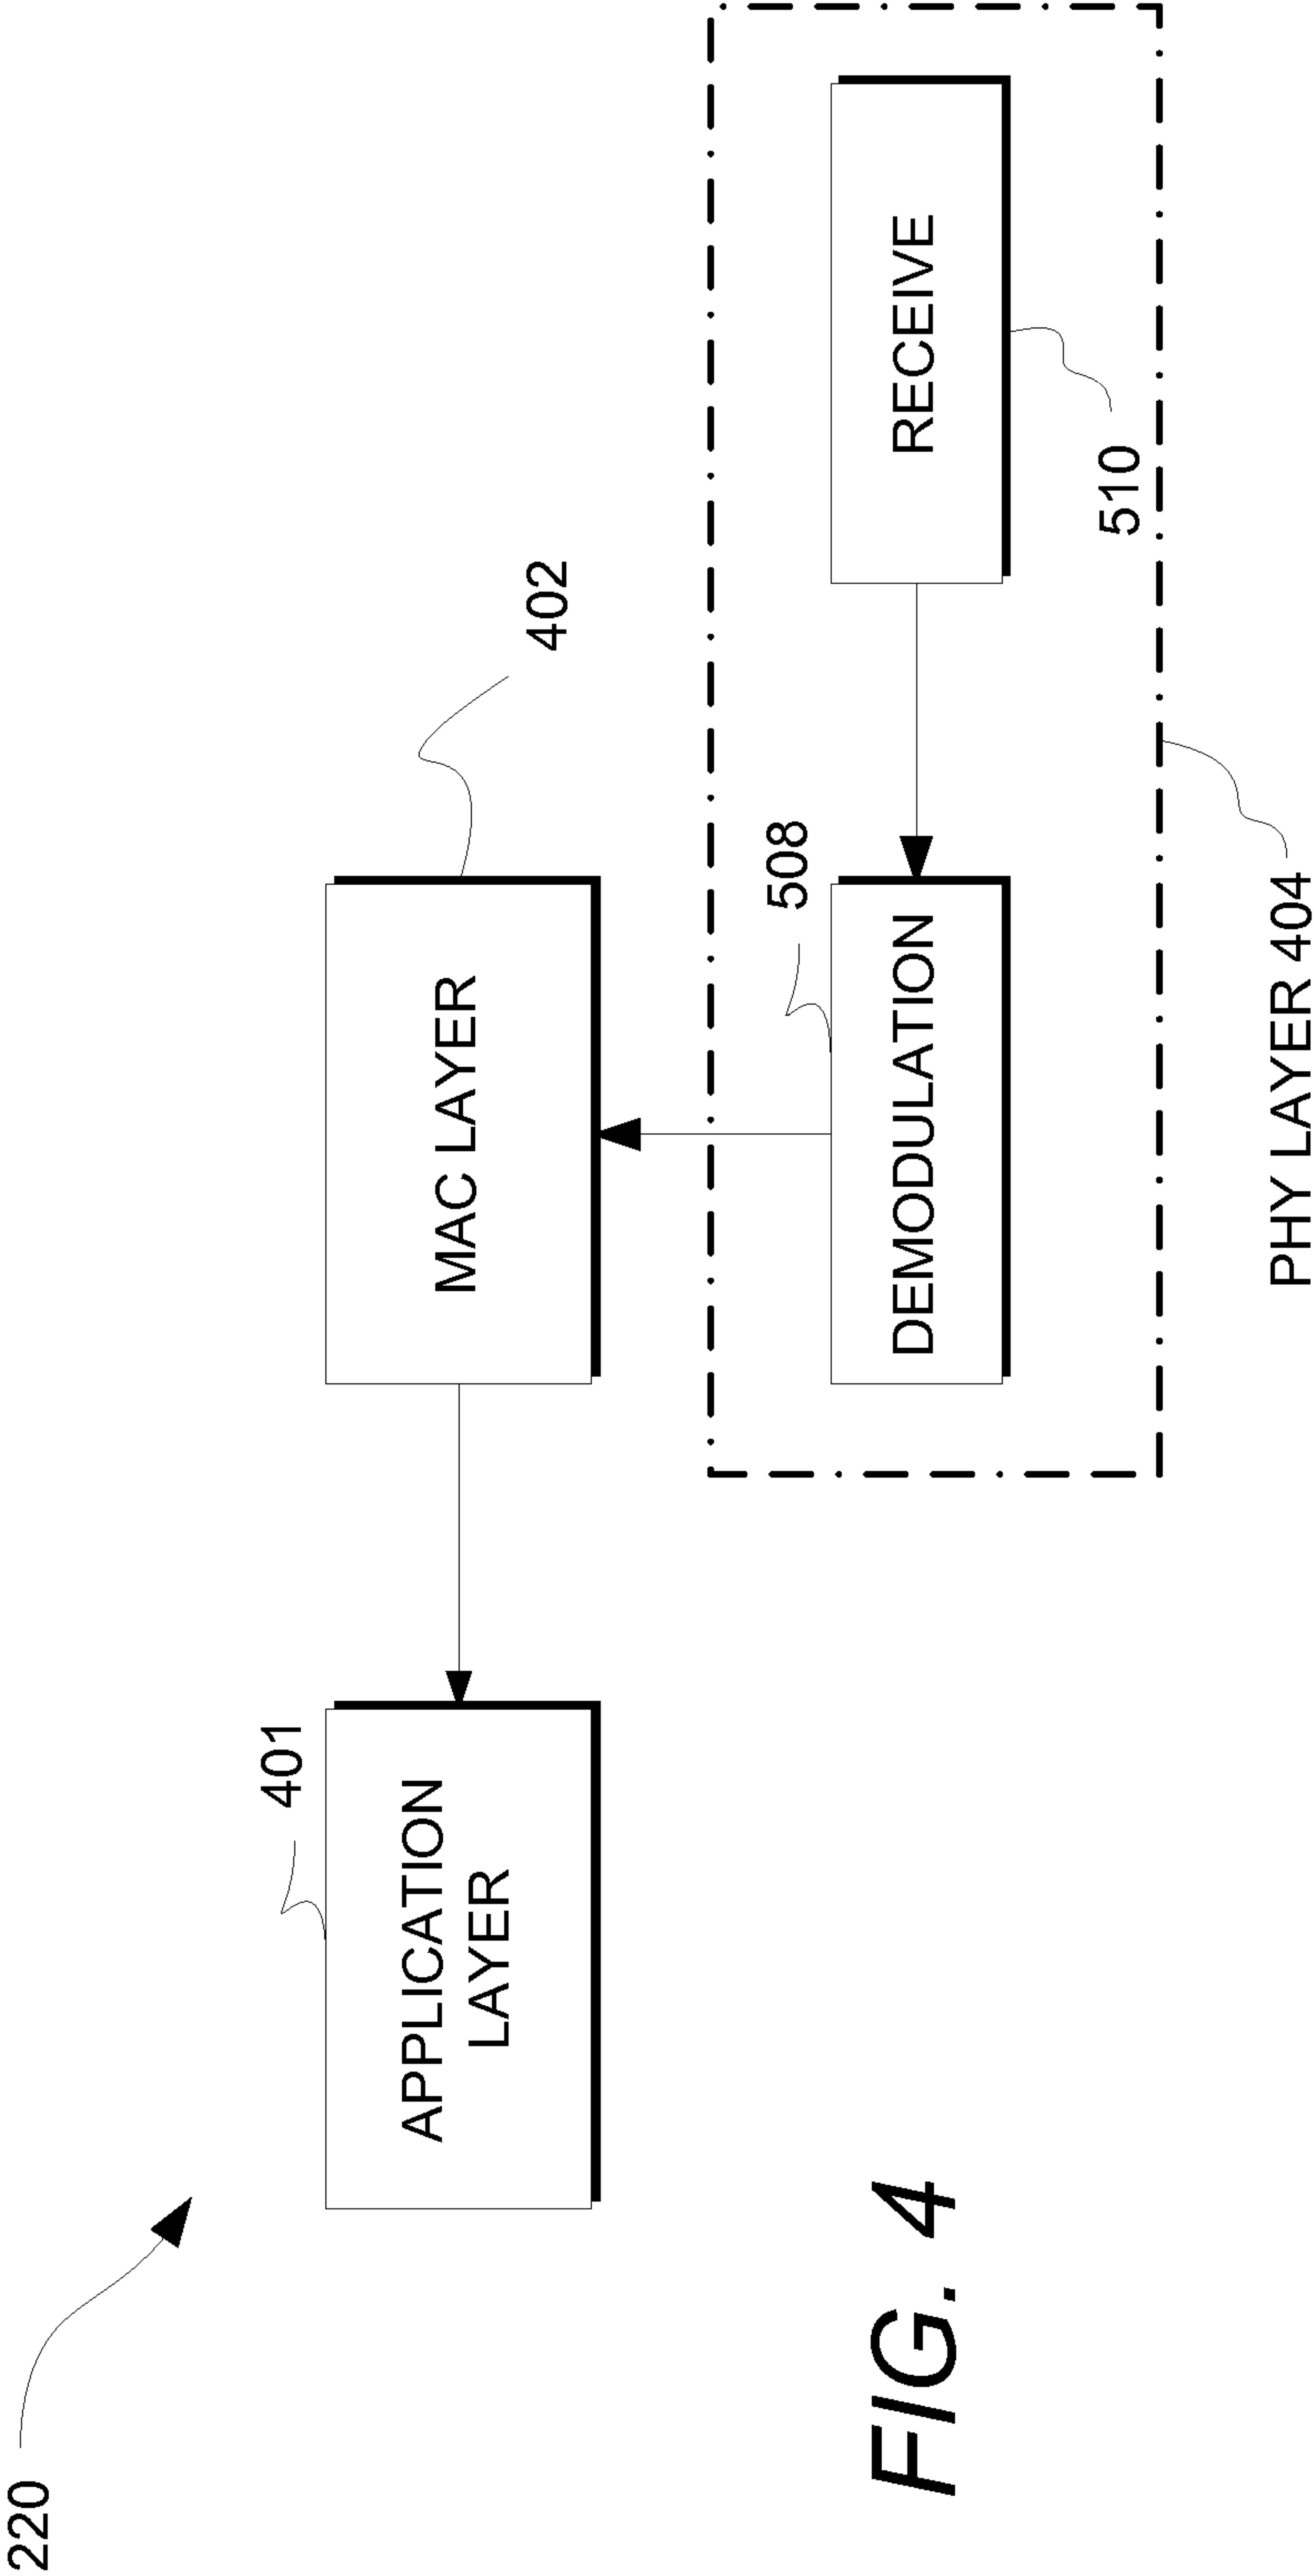 220
401
APPLICATION
LAYER
MAC LAYER
402
508
DEMODULATION
RECEIVE
510
PHY LAYER 404
FIG. 4